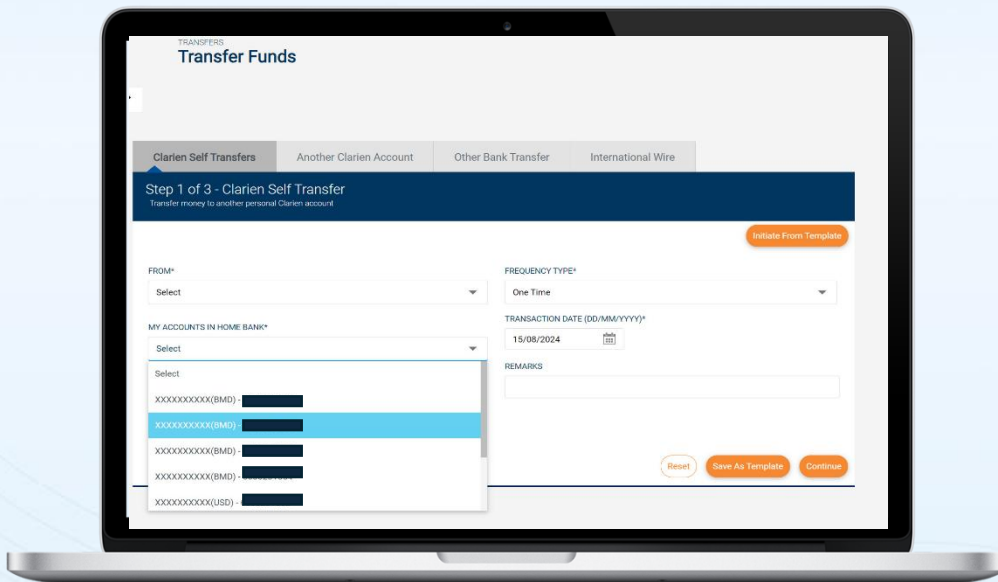 TRANSFERS
Transfer Funds
Clarien Self Transfers
Another Clarien Account
Other Bank Transfer
International Wire
Step 1 of 3 - Clarien Self Transfer
Transfer money to another personal Clarien account
Initiate From Template
FROM*
Select
FREQUENCY TYPE*
One Time
MY ACCOUNTS IN HOME BANK*
Select
TRANSACTION DATE (DD/MM/YYYY)*
15/08/2024
REMARKS
Select
XXXXXXXXXX(BMD) -
XXXXXXXXXX(BMD) -
XXXXXXXXXX(BMD) -
XXXXXXXXXX(BMD) -
XXXXXXXXXX(USD) -
Reset
Save As Template
Continue